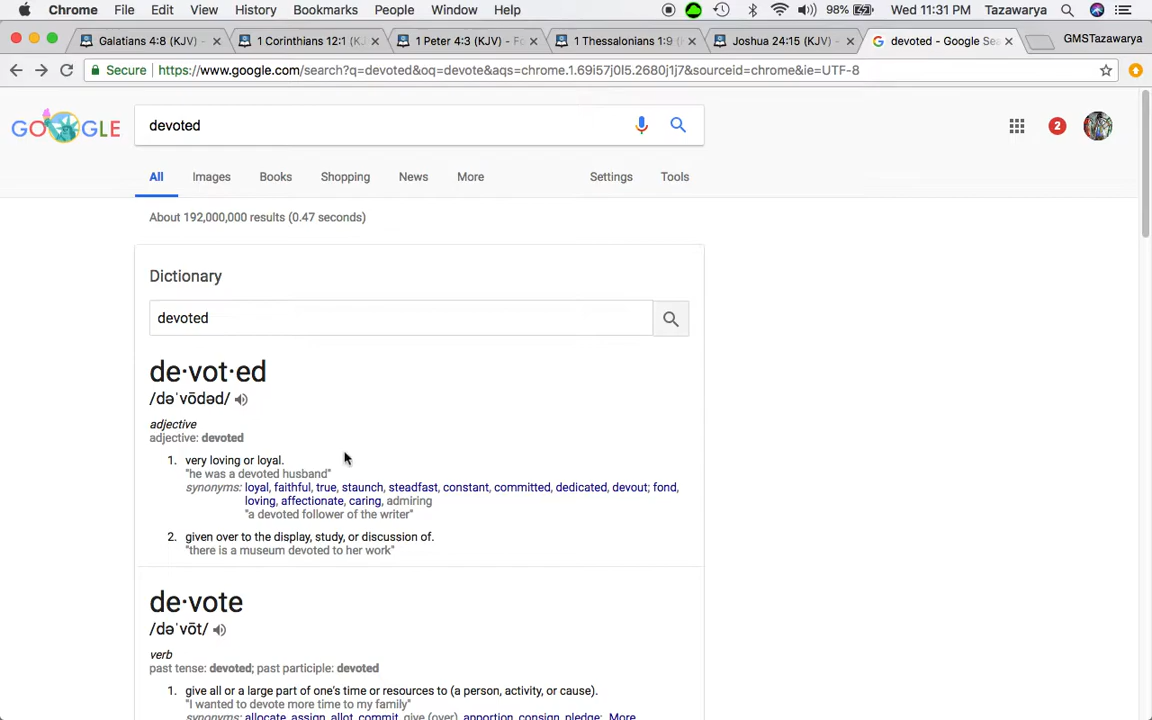 Chrome File Edit View History Bookmarks People Window Help 98% Wed 11:31 PM Tazawarya
Galatians 4:8 (KJV) - 1 Corinthians 12:1 (K 1 Peter 4:3 (KJV) - Fo 1 Thessalonians 1:9 ( Joshua 24:15 (KJV) - devoted - Google Sea GMSTazawarya
Secure https://www.google.com/search?q=devoted&oq=devote&aqs=chrome.1.69i57j0l5.2680j1j7&sourceid=chrome&ie=UTF-8
GOOGLE devoted 2
All Images Books Shopping News More Settings Tools
About 192,000,000 results (0.47 seconds)
Dictionary
devoted
de·vot·ed
/dəˈvōdəd/
adjective
adjective: devoted
1. very loving or loyal.
"he was a devoted husband"
synonyms: loyal, faithful, true, staunch, steadfast, constant, committed, dedicated, devout; fond,
loving, affectionate, caring, admiring
"a devoted follower of the writer"
2. given over to the display, study, or discussion of.
"there is a museum devoted to her work"
de·vote
/dəˈvōt/
verb
past tense: devoted; past participle: devoted
1. give all or a large part of one's time or resources to (a person, activity, or cause).
"I wanted to devote more time to my family"
synonyms: allocate, assign, allot, commit, give (over), apportion, consign, pledge; More